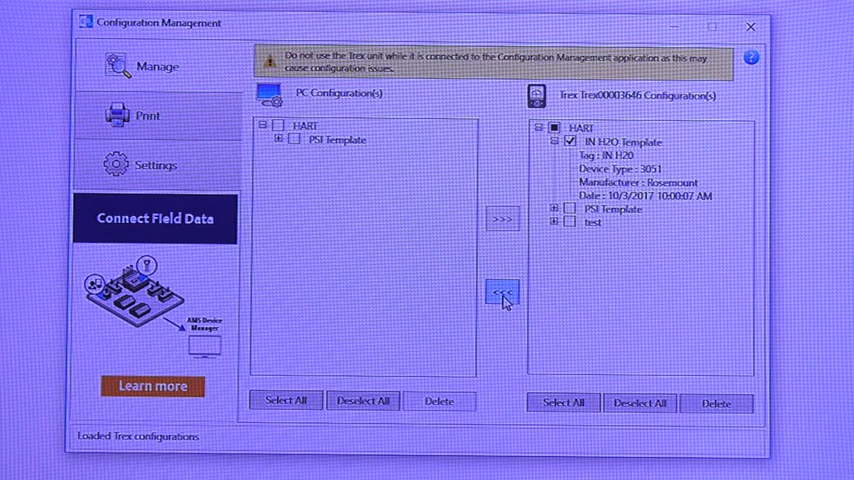 Configuration Management
Manage
Print
Settings
Connect Field Data
AMS Device
Manager
Learn more
Loaded Trex configurations
Do not use the Trex unit while it is connected to the Configuration Management application as this may
cause configuration issues.
?
PC Configuration(s)
HART
PSI Template
Select All
Deselect All
Delete
>>>
<<<
Trex Trex00003646 Configuration(s)
HART
IN H2O Template
Tag : IN H20
Device Type : 3051
Manufacturer : Rosemount
Date : 10/3/2017 10:00:07 AM
PSI Template
test
Select All
Deselect All
Delete